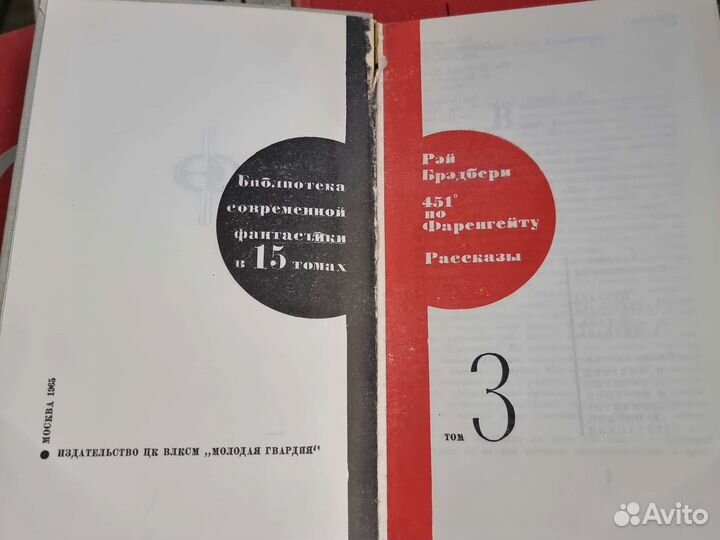 Библиотека
современной
фантастики
в 15 томах
МОСКВА 1965
ИЗДАТЕЛЬСТВО ЦК ВЛКСМ „МОЛОДАЯ ГВАРДИЯ“
Рэй
Брэдбери
451°
по
Фаренгейту
Рассказы
ТОМ 3
Avito